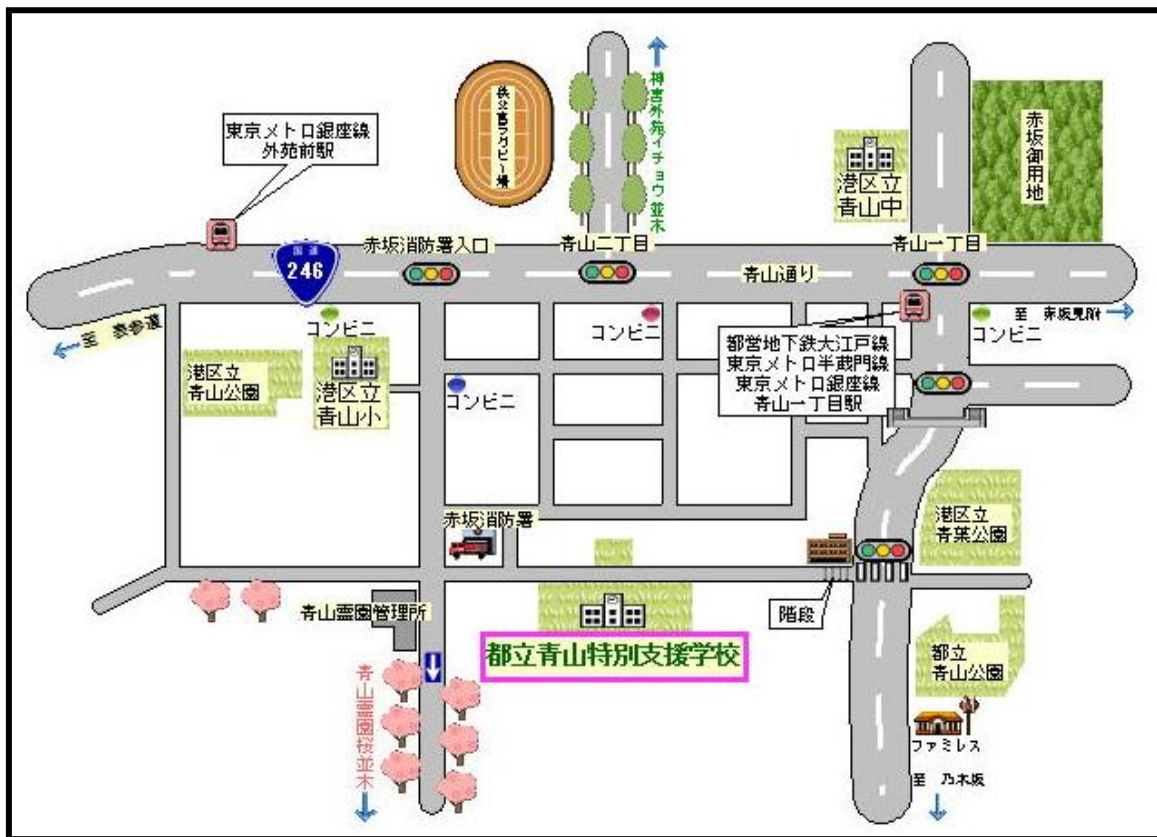 東京メトロ銀座線
外苑前駅
秩父宮ラグビー場
神宮外苑イチョウ並木
港区立
青山中
赤坂御用地
国道
246
赤坂消防署入口
青山二丁目
青山通り
青山一丁目
至 表参道
コンビニ
コンビニ
コンビニ
至 赤坂見附
港区立
青山公園
港区立
青山小
コンビニ
都営地下鉄大江戸線
東京メトロ半蔵門線
東京メトロ銀座線
青山一丁目駅
赤坂消防署
港区立
青葉公園
青山霊園管理所
階段
都立青山特別支援学校
都立
青山公園
青山霊園桜並木
ファミレス
至 乃木坂